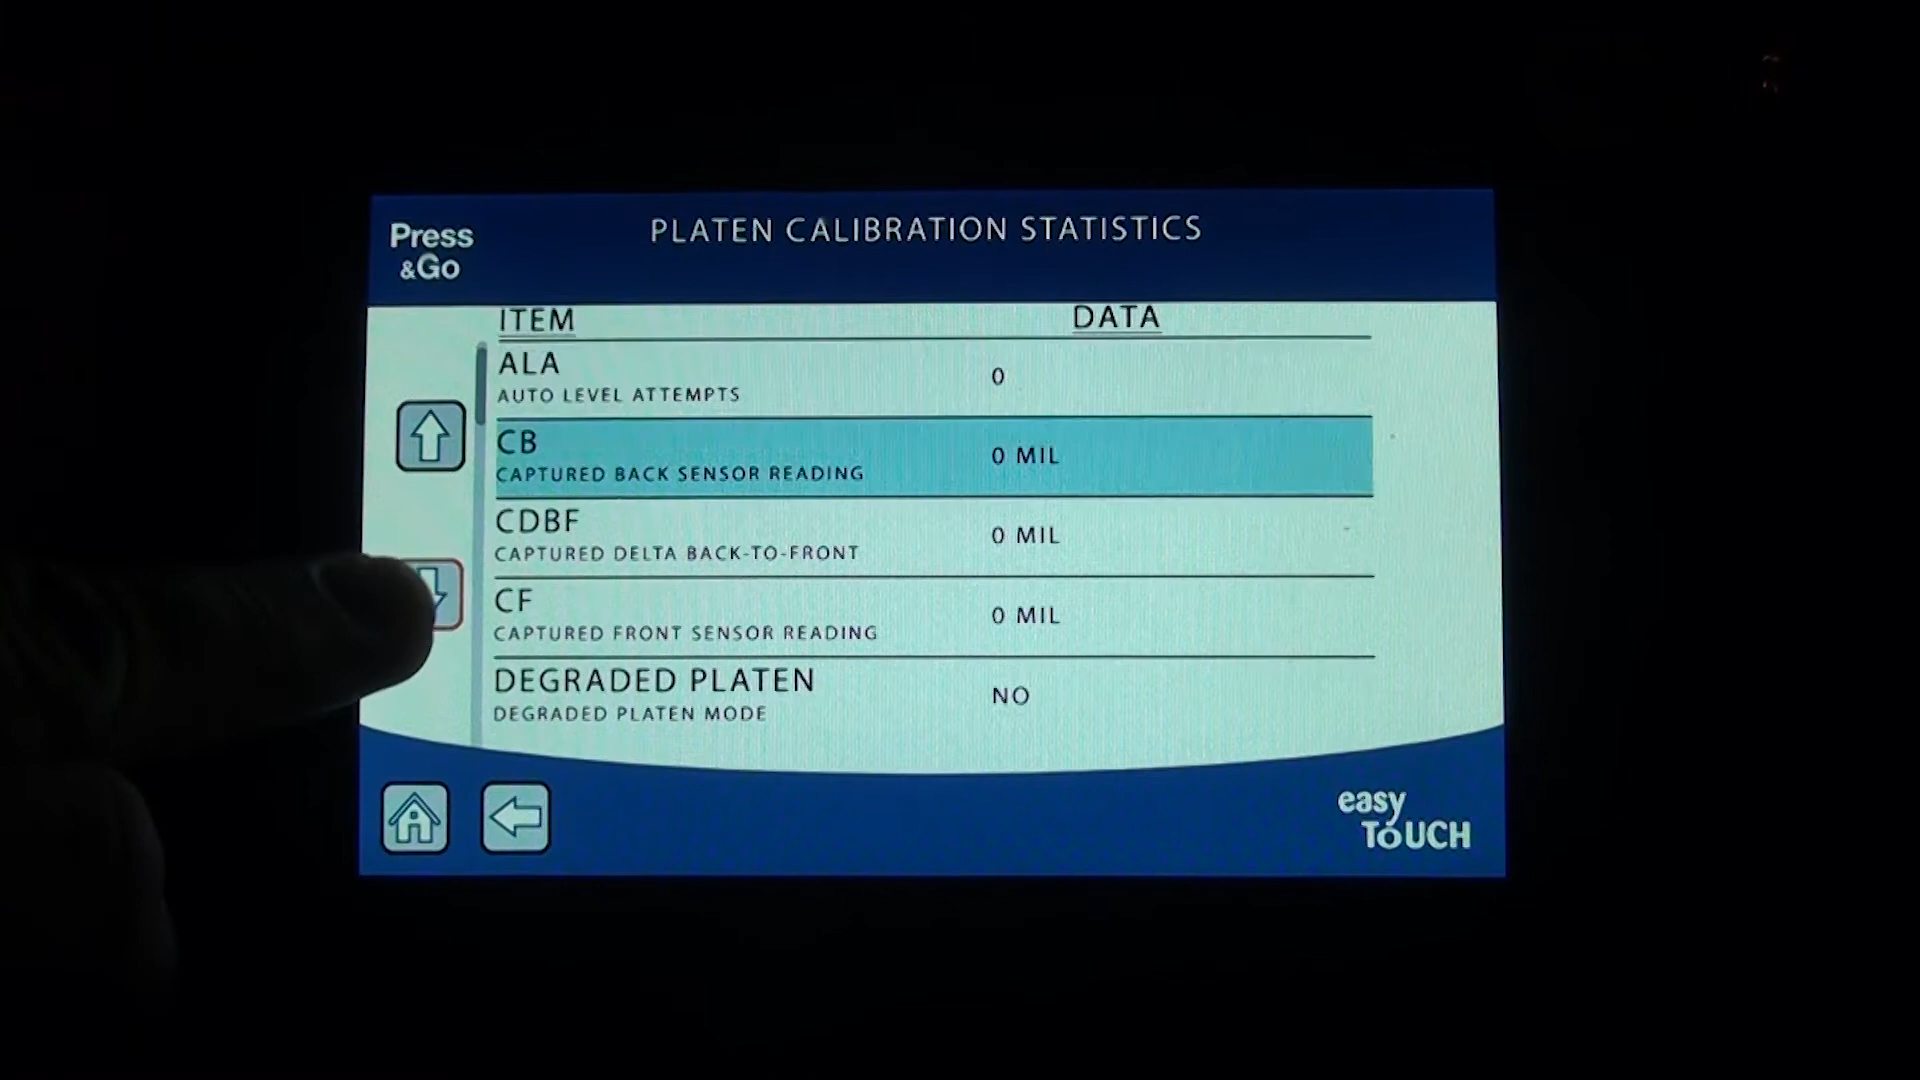 Press
&Go
PLATEN CALIBRATION STATISTICS
ITEM DATA
ALA
AUTO LEVEL ATTEMPTS
0
CB
CAPTURED BACK SENSOR READING
0 MIL
CDBF
CAPTURED DELTA BACK-TO-FRONT
0 MIL
CF
CAPTURED FRONT SENSOR READING
0 MIL
DEGRADED PLATEN
DEGRADED PLATEN MODE
NO
easy
TOUCH